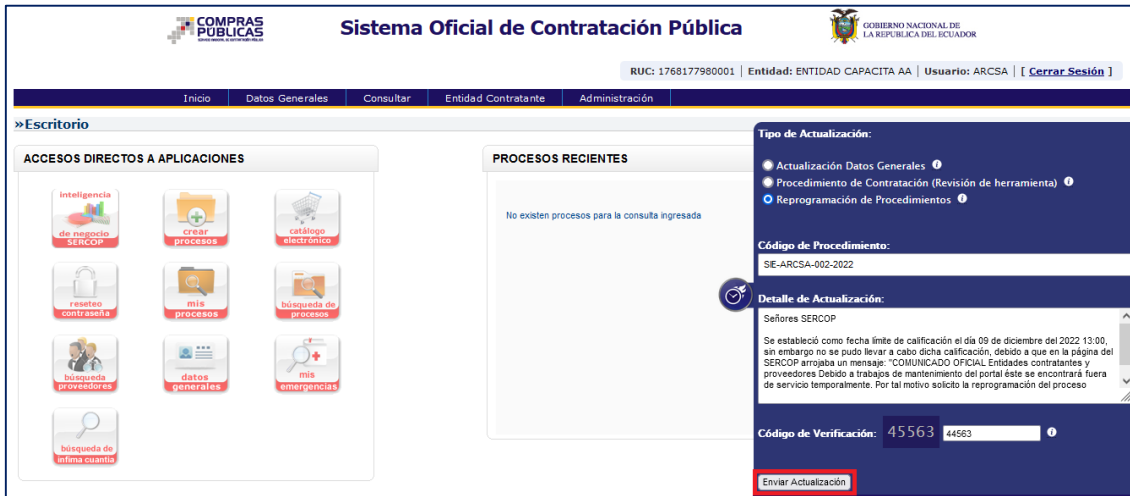 COMPRAS
PÚBLICAS
Sistema Oficial de Contratación Pública
GOBIERNO NACIONAL DE
LA REPUBLICA DEL ECUADOR
RUC: 1768177980001 | Entidad: ENTIDAD CAPACITA AA | Usuario: ARCSA | [ Cerrar Sesión ]
Inicio Datos Generales Consultar Entidad Contratante Administración
»Escritorio
ACCESOS DIRECTOS A APLICACIONES
inteligencia
de negocio
SERCOP
crear
procesos
catálogo
electrónico
reseteo
contraseña
mis
procesos
búsqueda de
procesos
búsqueda
proveedores
datos
generales
mis
emergencias
búsqueda de
ínfima cuantía
PROCESOS RECIENTES
No existen procesos para la consulta ingresada
Tipo de Actualización:
Actualización Datos Generales
Procedimiento de Contratación (Revisión de herramienta)
Reprogramación de Procedimientos
Código de Procedimiento:
SIE-ARCSA-002-2022
Detalle de Actualización:
Señores SERCOP
Se estableció como fecha límite de calificación el día 09 de diciembre del 2022 13:00,
sin embargo no se pudo llevar a cabo dicha calificación, debido a que en la página del
SERCOP arrojaba un mensaje: "COMUNICADO OFICIAL Entidades contratantes y
proveedores Debido a trabajos de mantenimiento del portal éste se encontrará fuera
de servicio temporalmente. Por tal motivo solicito la reprogramación del proceso
Código de Verificación: 45563 44563
Enviar Actualización